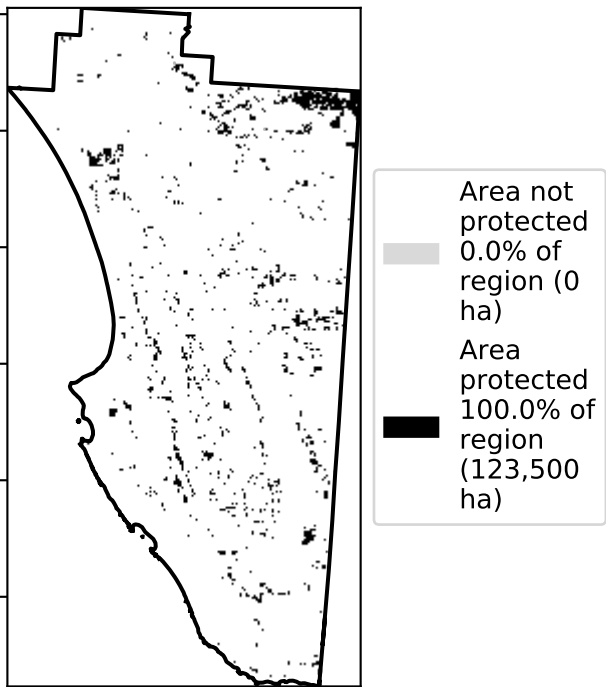 Area not
protected
0.0% of
region (0
ha)
Area
protected
100.0% of
region
(123,500
ha)